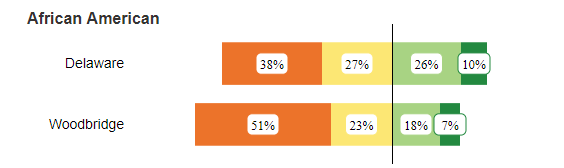 African American
Delaware 38% 27% 26% 10%
Woodbridge 51% 23% 18% 7%